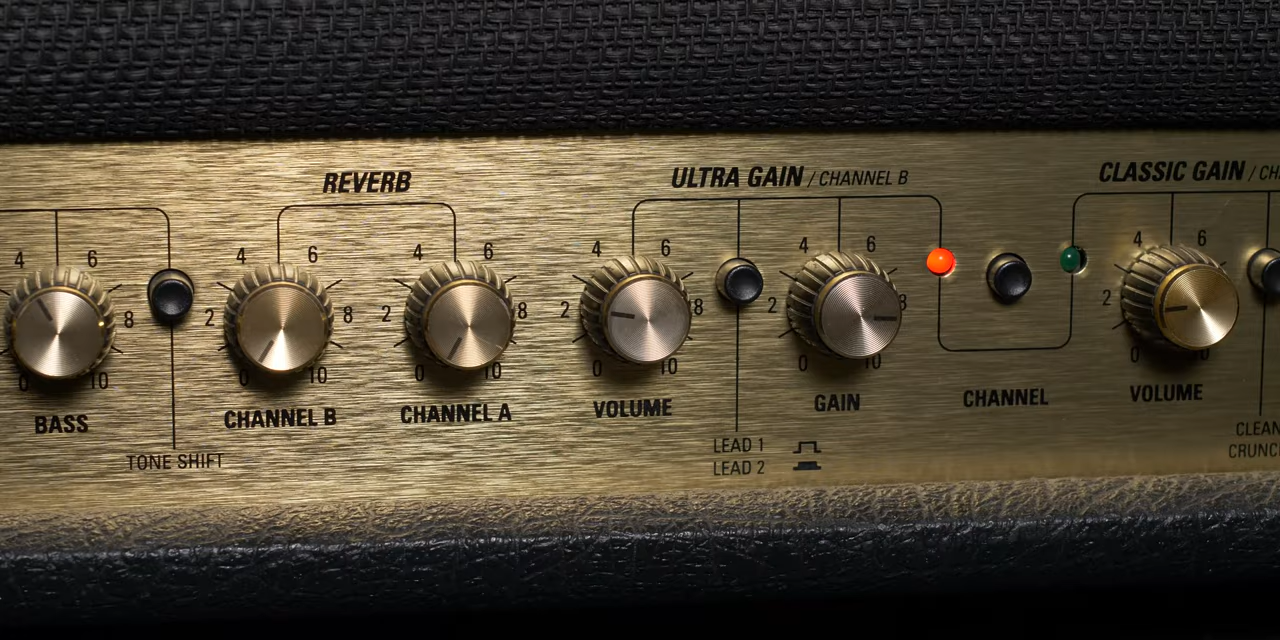 REVERB
ULTRA GAIN / CHANNEL B
CLASSIC GAIN /
4 6 8 0 10
BASS
TONE SHIFT
0 2 4 6 8 10
CHANNEL B
0 2 4 6 8 10
CHANNEL A
0 2 4 6 8 10
VOLUME
LEAD 1
LEAD 2
0 2 4 6 8 10
GAIN
CHANNEL
0 2 4 6
VOLUME
CLEAN